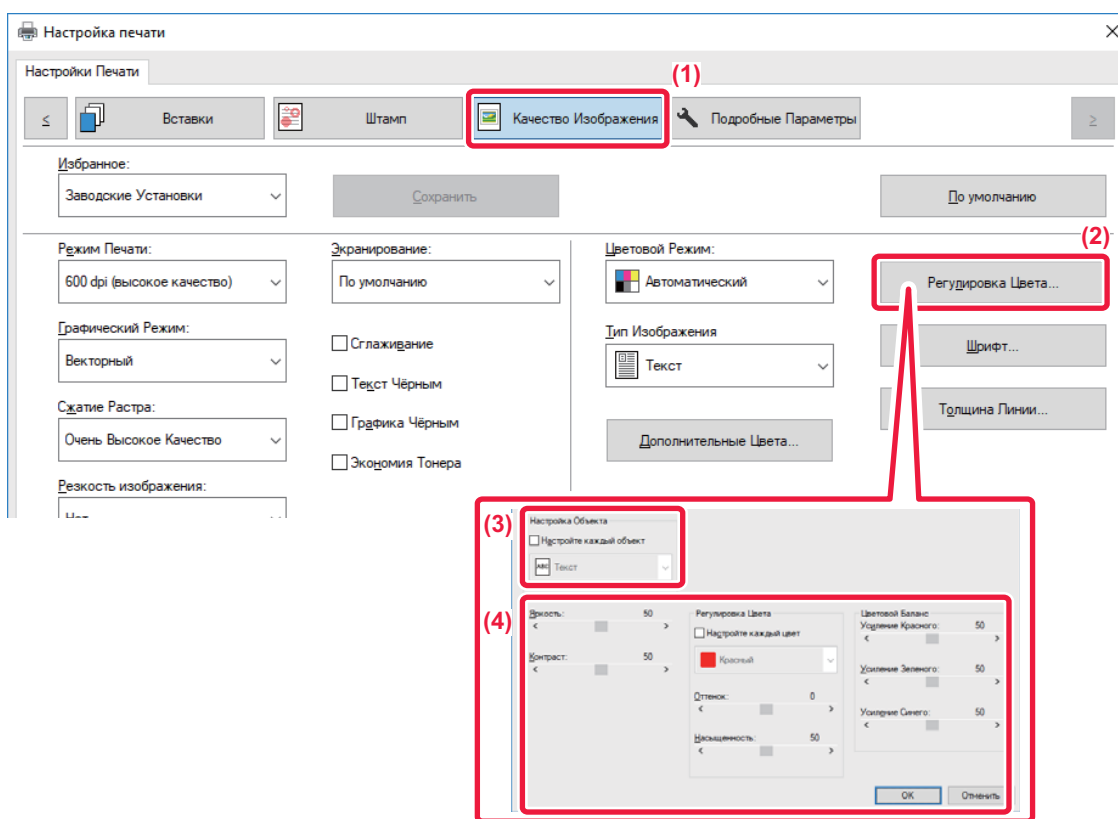 Настройка печати
Настройки Печати
(1)
<
Вставки
Штамп
Качество Изображения
Подробные Параметры
>
Избранное:
Заводские Установки
Сохранить
По умолчанию
(2)
Режим Печати:
600 dpi (высокое качество)
Экранирование:
По умолчанию
Цветовой Режим:
Автоматический
Регулировка Цвета...
Графический Режим:
Векторный
Сглаживание
Текст Чёрным
Тип Изображения
Текст
Шрифт...
Сжатие Растра:
Очень Высокое Качество
Графика Чёрным
Экономия Тонера
Дополнительные Цвета...
Толщина Линии...
Резкость изображения:
Нет
(3)
Настройка Объекта
Настройте каждый объект
ABC Текст
(4)
Яркость: 50
Контраст: 50
Регулировка Цвета
Настройте каждый цвет
Красный
Оттенок: 0
Насыщенность: 50
Цветовой Баланс
Усиление Красного: 50
Усиление Зеленого: 50
Усиление Синего: 50
OK
Отменить